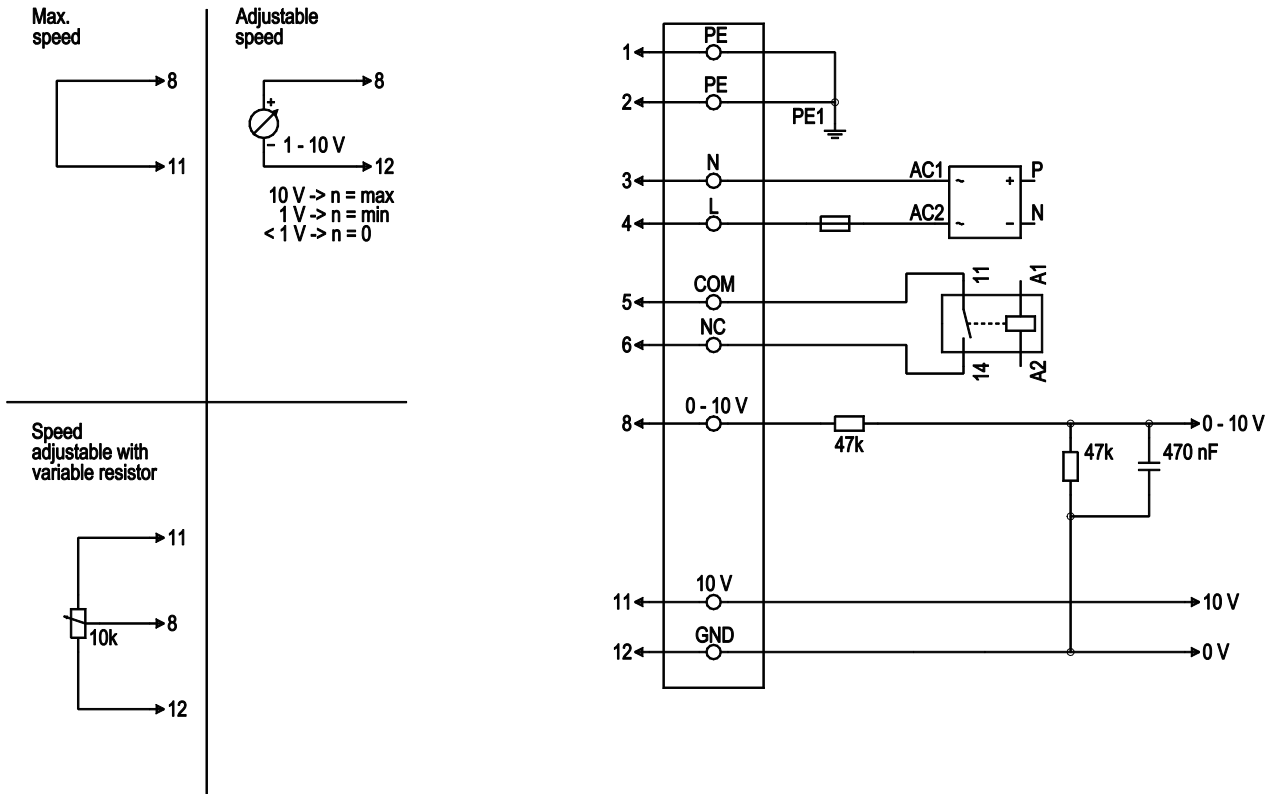 Max.
speed
8
11
Adjustable
speed
8
+
–
1 - 10 V
12
10 V -> n = max
1 V -> n = min
< 1 V -> n = 0
Speed
adjustable with
variable resistor
11
8
10k
12
1
PE
2
PE
PE1
3
N
AC1
~
+
P
4
L
AC2
~
–
N
5
COM
11
A1
6
NC
14
A2
8
0 - 10 V
47k
47k
470 nF
0 - 10 V
11
10 V
10 V
12
GND
0 V